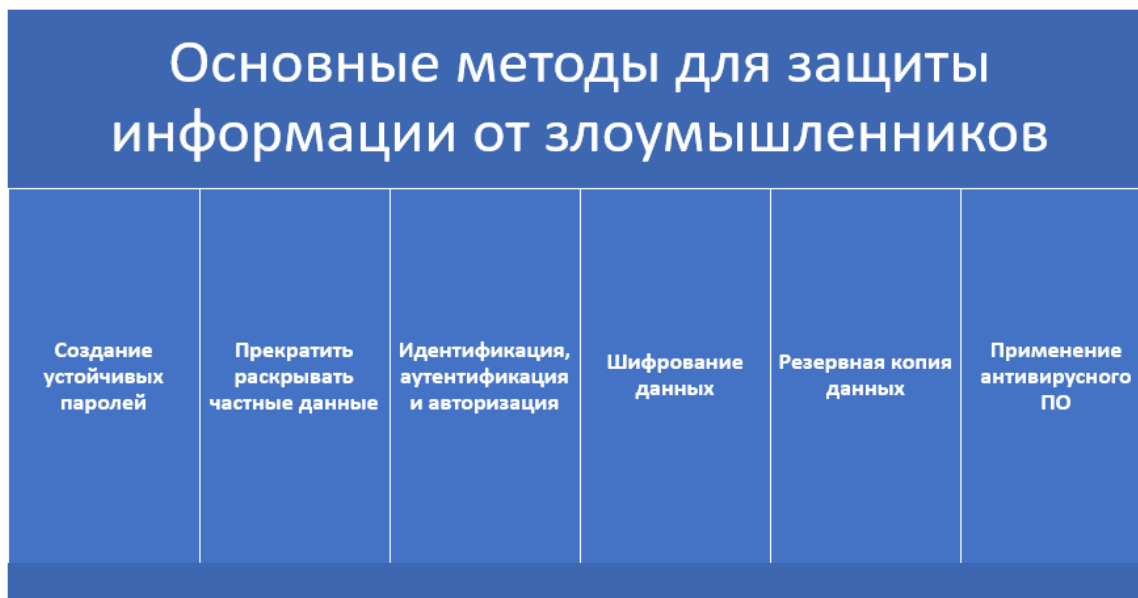 Основные методы для защиты
информации от злоумышленников
Создание
устойчивых
паролей
Прекратить
раскрывать
частные данные
Идентификация,
аутентификация
и авторизация
Шифрование
данных
Резервная копия
данных
Применение
антивирусного
ПО